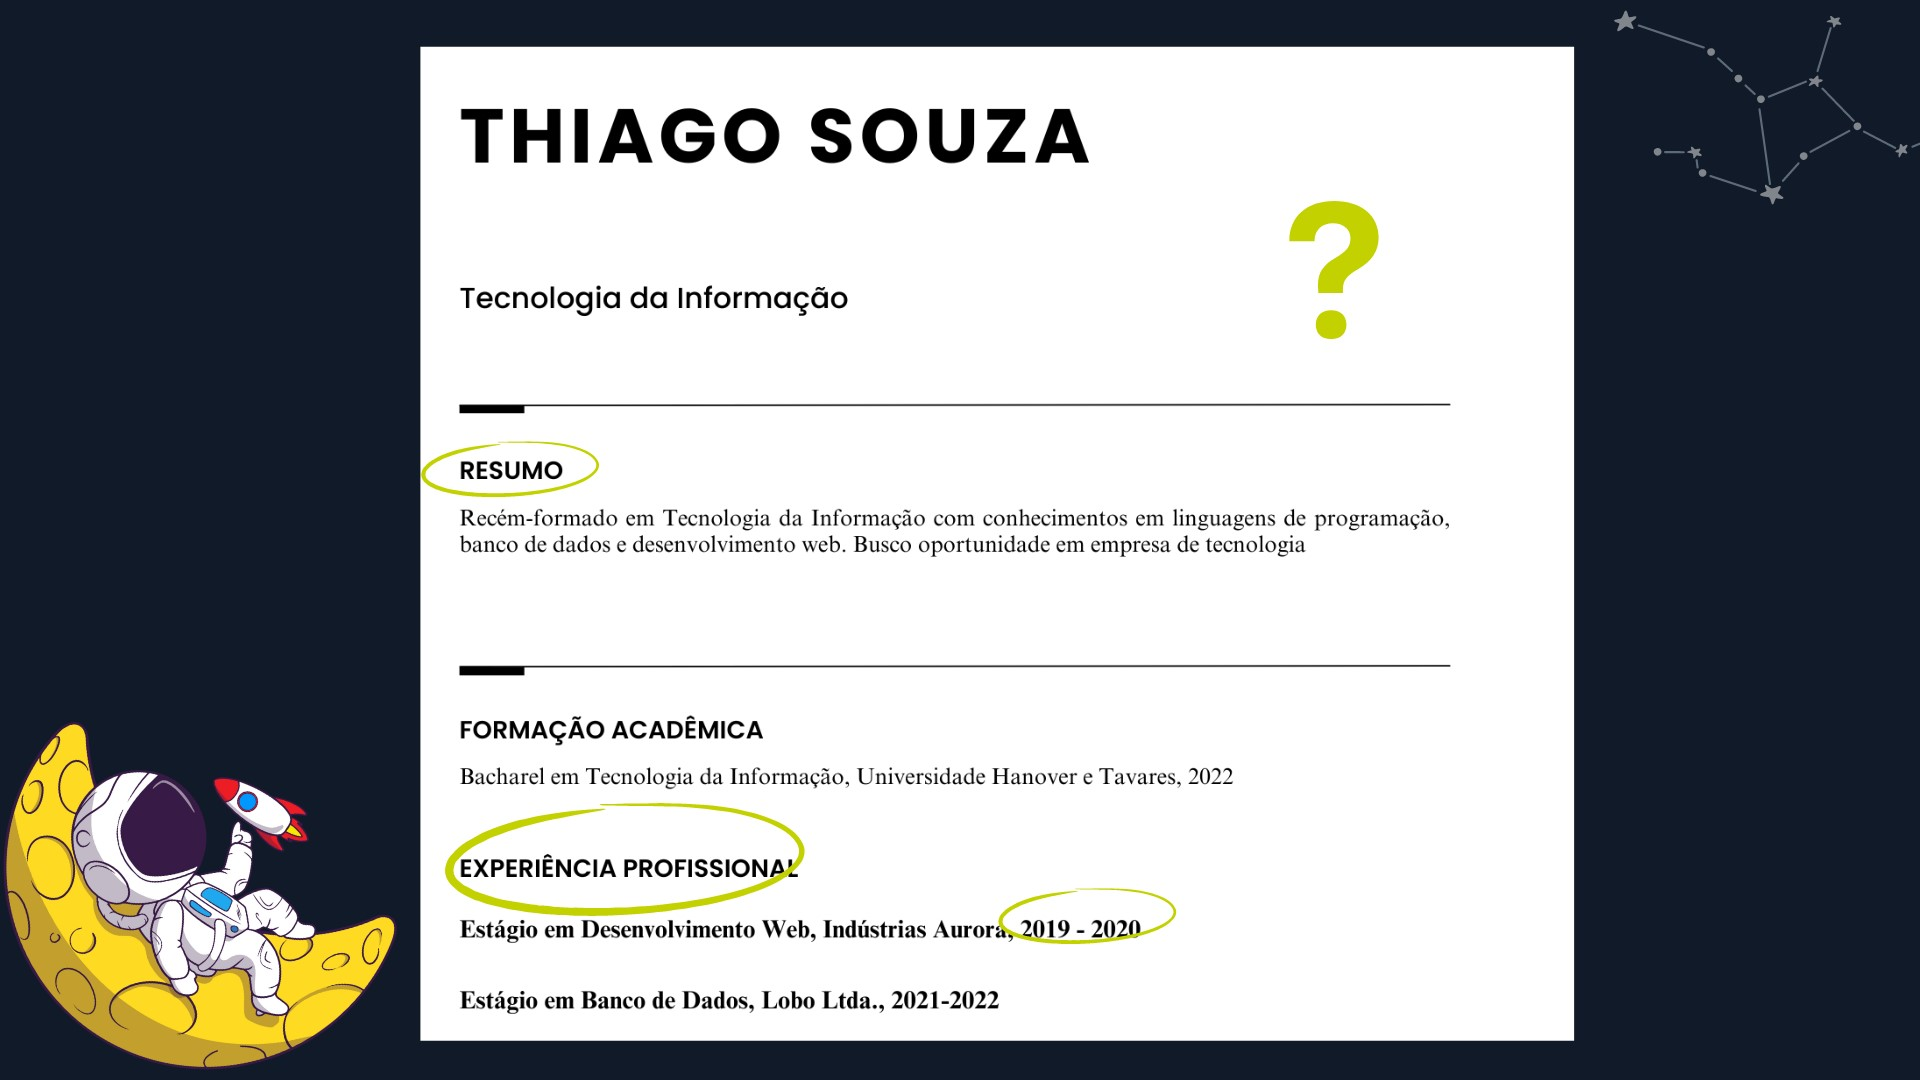 THIAGO SOUZA
?
Tecnologia da Informação
RESUMO
Recém-formado em Tecnologia da Informação com conhecimentos em linguagens de programação,
banco de dados e desenvolvimento web. Busco oportunidade em empresa de tecnologia
FORMAÇÃO ACADÊMICA
Bacharel em Tecnologia da Informação, Universidade Hanover e Tavares, 2022
EXPERIÊNCIA PROFISSIONAL
Estágio em Desenvolvimento Web, Indústrias Aurora, 2019 - 2020
Estágio em Banco de Dados, Lobo Ltda., 2021-2022